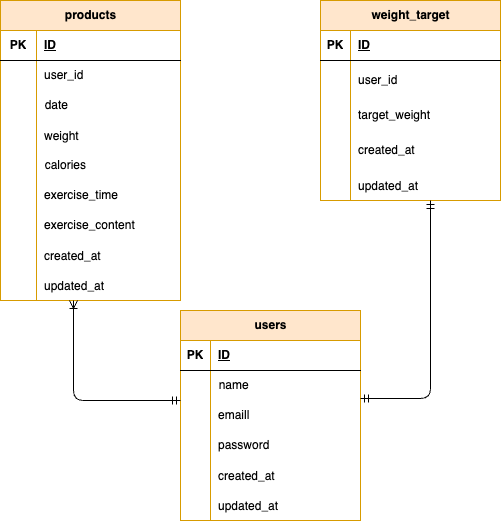 products
PK ID
user_id
date
weight
calories
exercise_time
exercise_content
created_at
updated_at
weight_target
PK ID
user_id
target_weight
created_at
updated_at
users
PK ID
name
emaill
password
created_at
updated_at